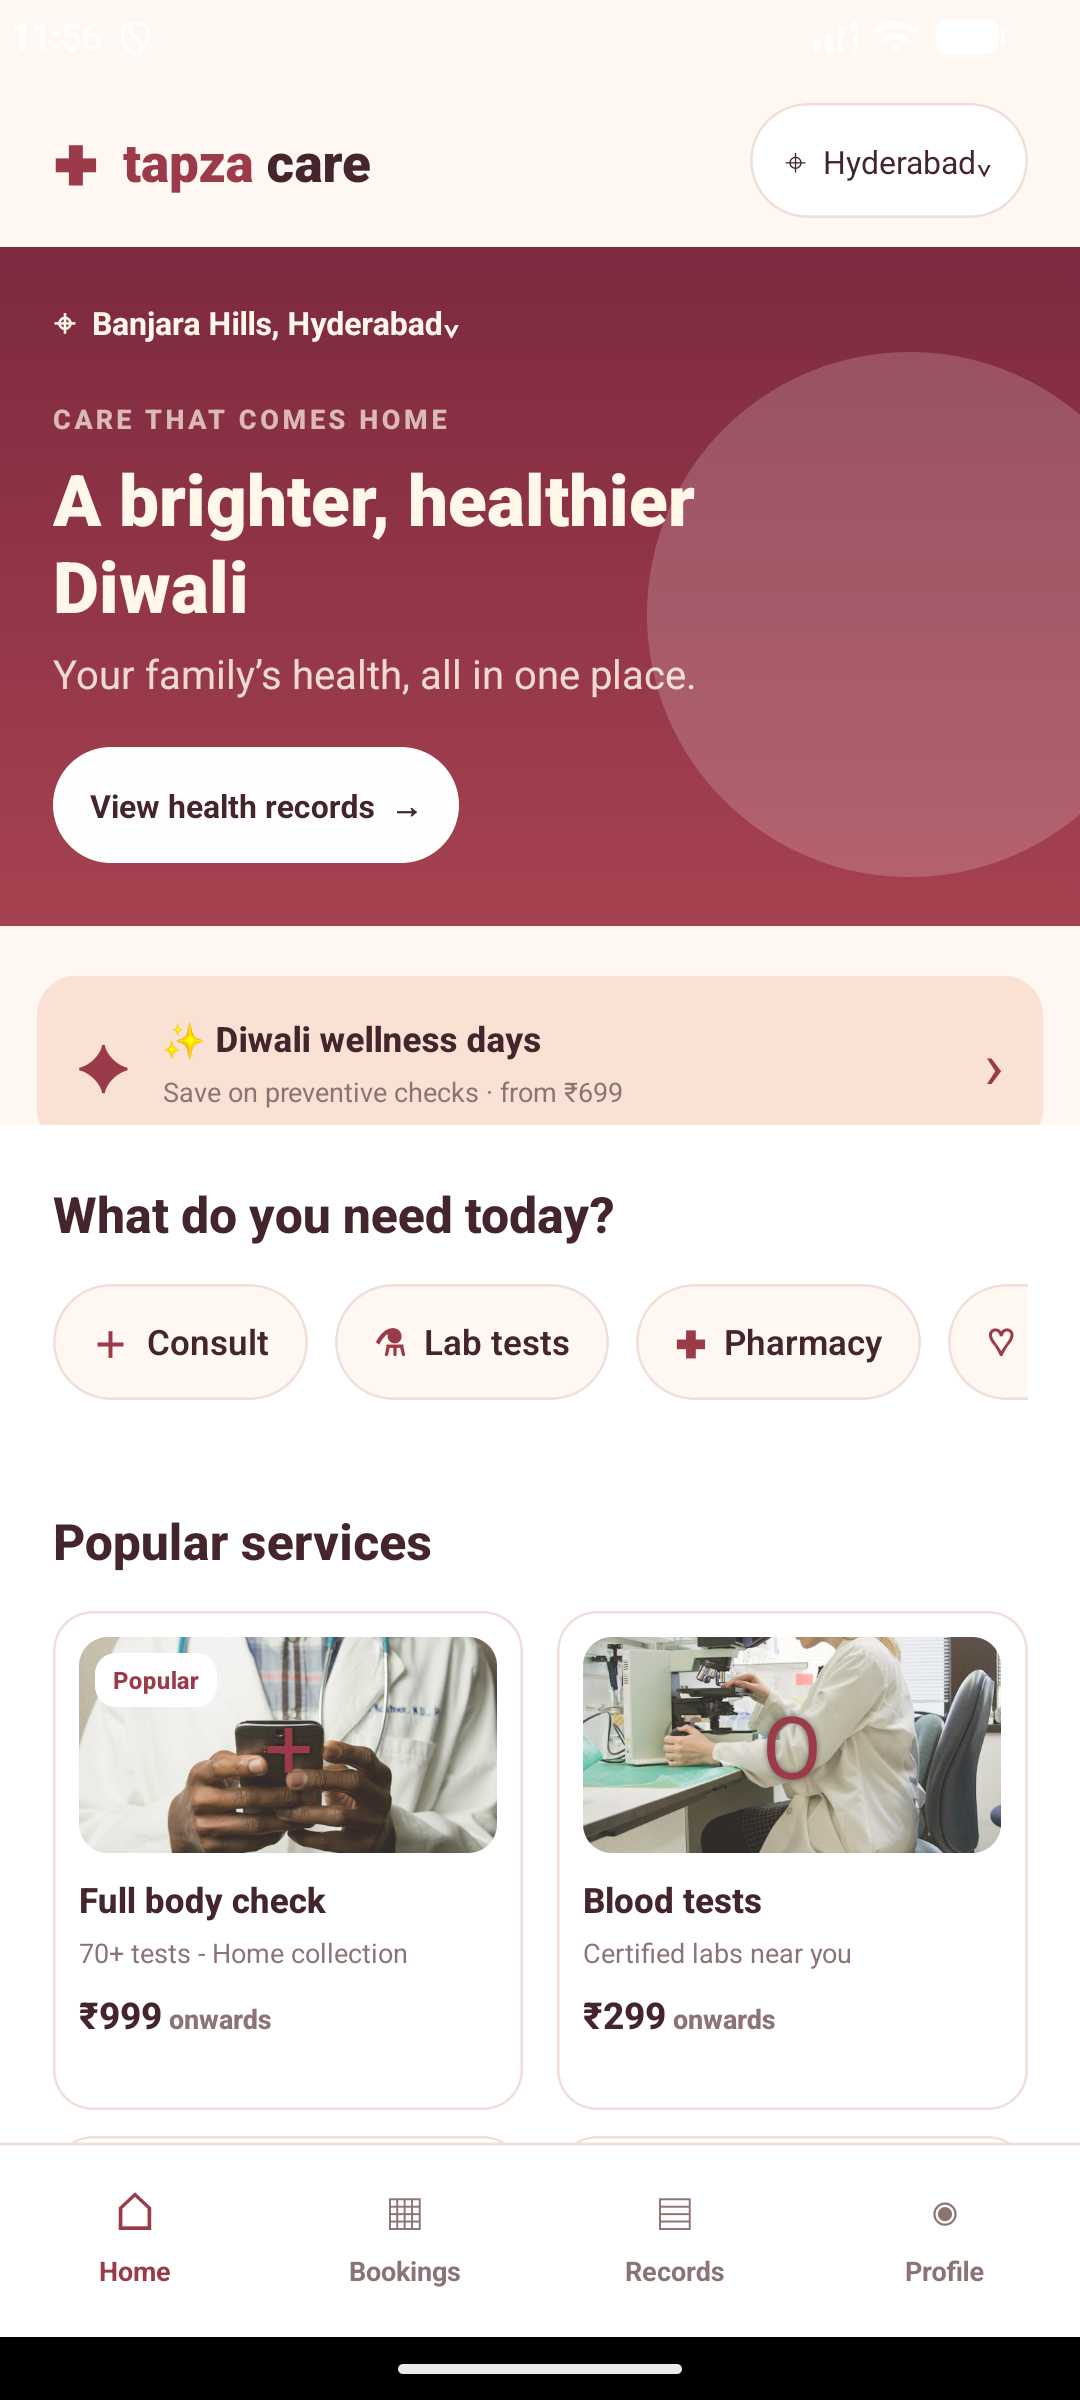 11:56
tapza care
Hyderabad
Banjara Hills, Hyderabad
CARE THAT COMES HOME
A brighter, healthier
Diwali
Your family’s health, all in one place.
View health records →
✨ Diwali wellness days
Save on preventive checks · from ₹699
What do you need today?
Consult
Lab tests
Pharmacy
Popular services
Popular
Full body check
70+ tests - Home collection
₹999 onwards
Blood tests
Certified labs near you
₹299 onwards
Home
Bookings
Records
Profile